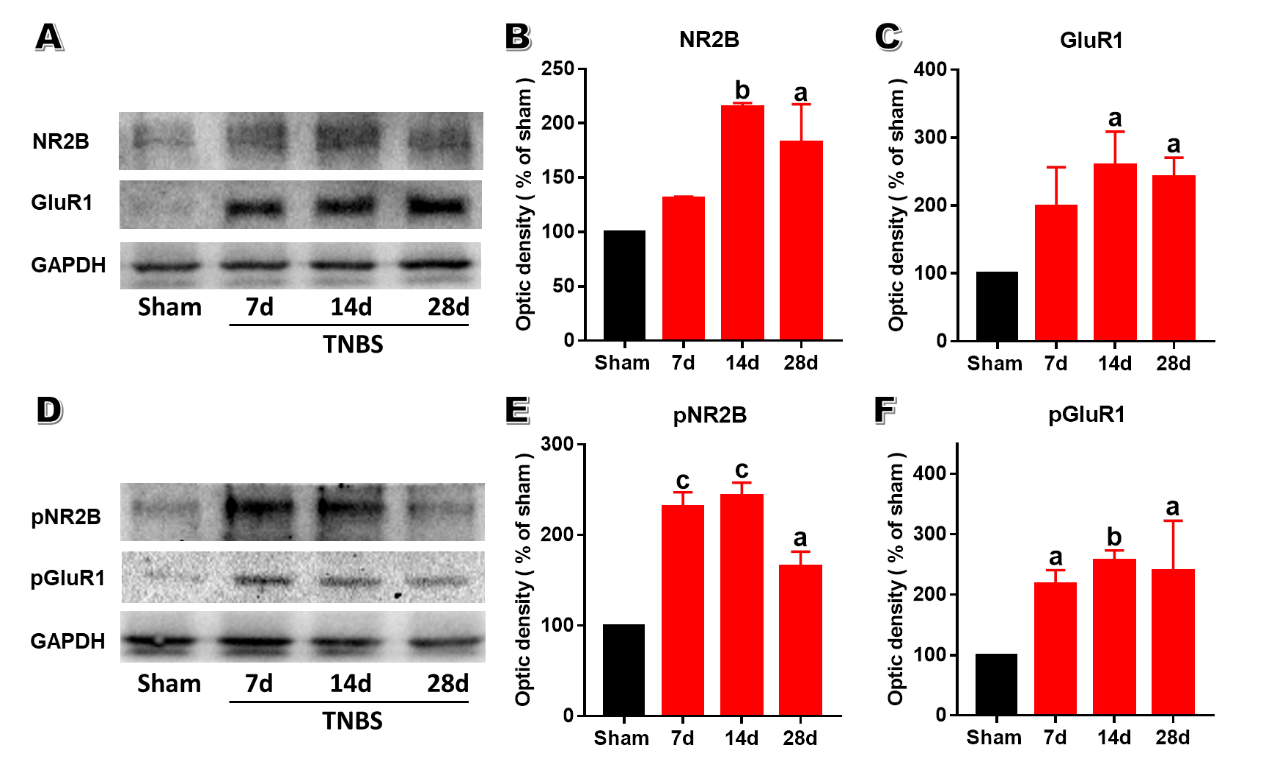 A
NR2B
GluR1
GAPDH
Sham 7d 14d 28d
TNBS
B
NR2B
Optic density ( % of sham )
250
200
150
100
50
0
b
a
Sham 7d 14d 28d
C
GluR1
Optic density ( % of sham )
400
300
200
100
0
a
a
Sham 7d 14d 28d
D
pNR2B
pGluR1
GAPDH
Sham 7d 14d 28d
TNBS
E
pNR2B
Optic density ( % of sham )
300
200
100
0
c
c
a
Sham 7d 14d 28d
F
pGluR1
Optic density ( % of sham )
400
300
200
100
0
a
b
a
Sham 7d 14d 28d